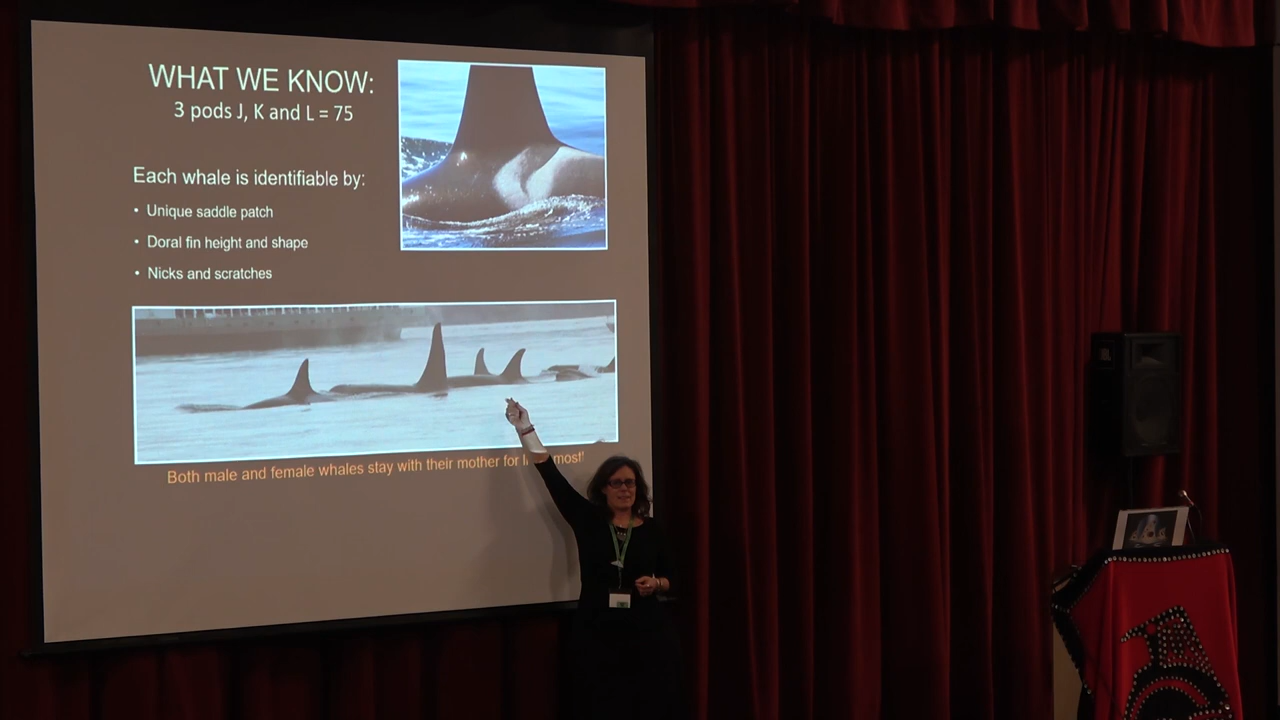 WHAT WE KNOW:
3 pods J, K and L = 75
Each whale is identifiable by:
• Unique saddle patch
• Doral fin height and shape
• Nicks and scratches
Both male and female whales stay with their mother for most!